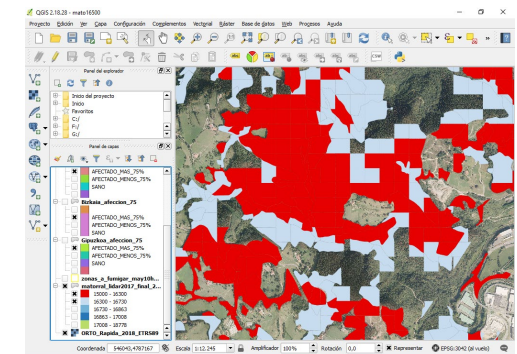 QGIS 2.18.28 - mato16500
Proyecto Edición Ver Capa Configuración Complementos Vectorial Ráster Base de datos Web Procesos Ayuda
CSW
Panel del explorador
Inicio del proyecto
Inicio
Favoritos
C:/
F:/
G:/
Panel de capas
AFECTADO_MAS_75%
AFECTADO_MENOS_75%
SANO
Bizkaia_afeccion_75
AFECTADO_MAS_75%
AFECTADO_MENOS_75%
SANO
Gipuzkoa_afeccion_75
AFECTADO_MAS_75%
AFECTADO_MENOS_75%
SANO
zonas_a_fumigar_may10h...
matorral_lidar2017_final_2...
15000 - 16300
16300 - 16730
16730 - 16863
16863 - 17008
17008 - 18778
ORTO_Rapida_2018_ETRS89
Coordenada 546043,4787167 Escala 1:12.245 Amplificador 100% Rotación 0,0 Representar EPSG:3042 (al vuelo)